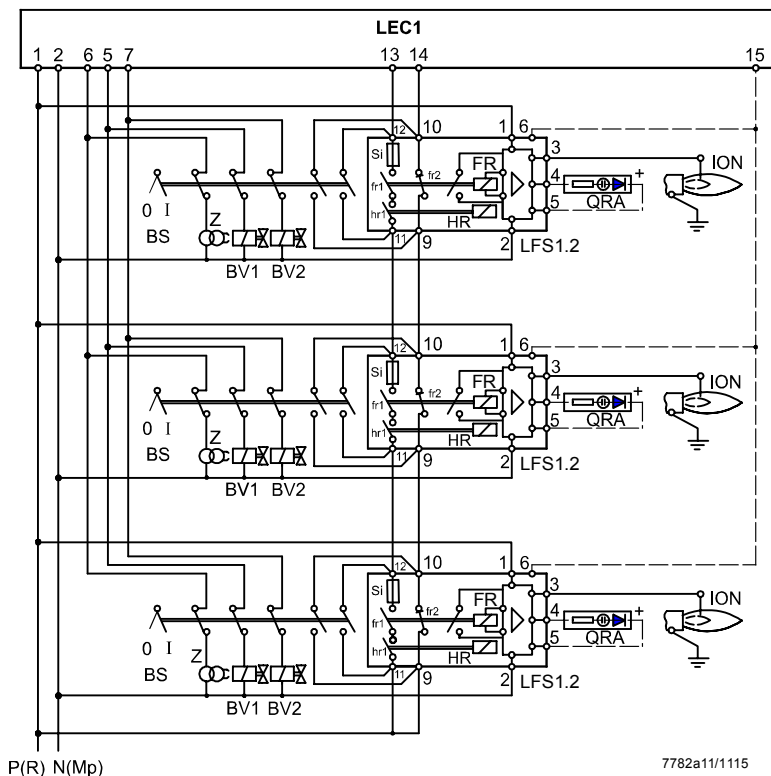 LEC1
1 2 6 5 7 13 14 15
12 10 1 6
Si 3
FR ION
fr1 fr2 4 +
0 I Z hr1 HR 5 QRA
BS 11 9 2 LFS1.2
BV1 BV2
12 10 1 6
Si 3
FR ION
fr1 fr2 4 +
0 I Z hr1 HR 5 QRA
BS 11 9 2 LFS1.2
BV1 BV2
12 10 1 6
Si 3
FR ION
fr1 fr2 4 +
0 I Z hr1 HR 5 QRA
BS 11 9 2 LFS1.2
BV1 BV2
P(R) N(Mp) 7782a11/1115